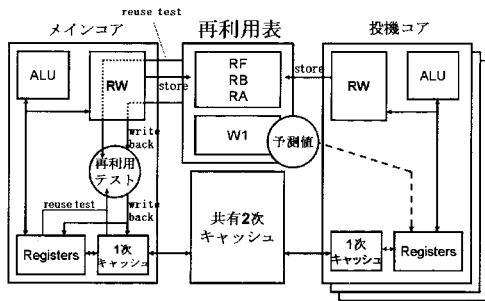 メインコア
reuse test
再利用表
投機コア
ALU
RW
RF
RB
RA
store
store
RW
ALU
write
back
W1
予測値
再利用
テスト
reuse test
write
back
共有2次
キャッシュ
Registers
1次
キャッシュ
1次
キャッシュ
Registers